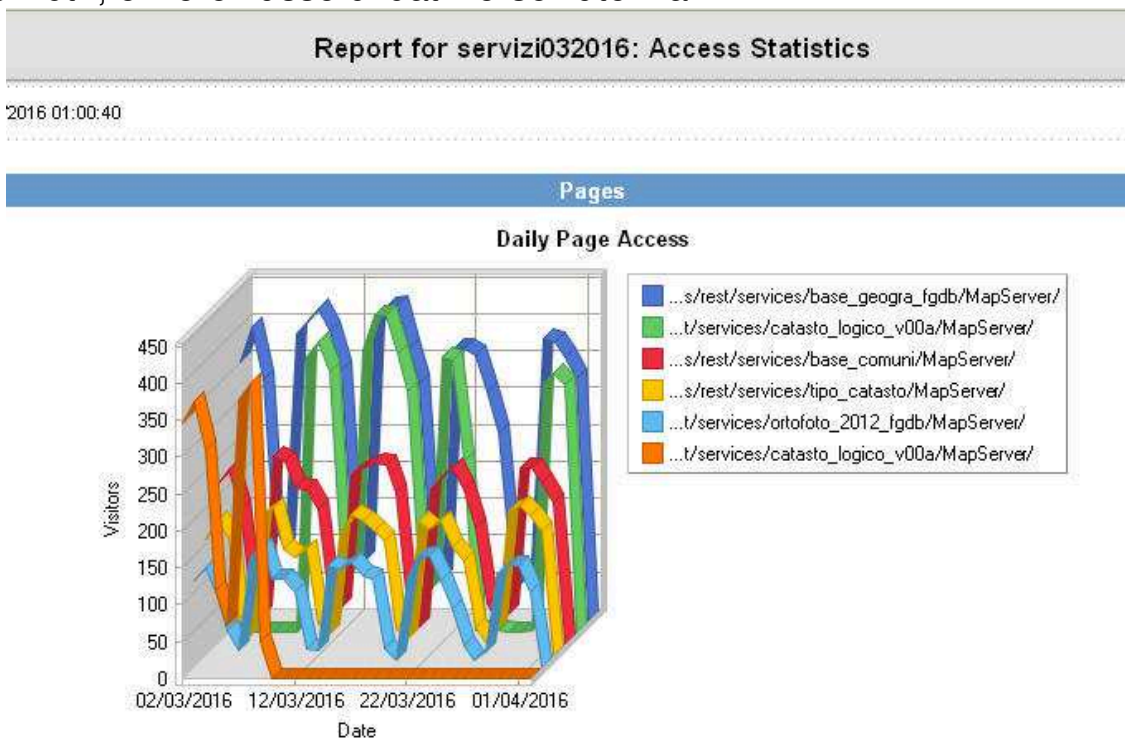 Report for servizi032016: Access Statistics
2016 01:00:40
Pages
Daily Page Access
...s/rest/services/base_geogra_fgdb/MapServer/
...t/services/catasto_logico_v00a/MapServer/
...s/rest/services/base_comuni/MapServer/
...s/rest/services/tipo_catasto/MapServer/
...t/services/ortofoto_2012_fgdb/MapServer/
...t/services/catasto_logico_v00a/MapServer/
Visitors
450
400
350
300
250
200
150
100
50
0
02/03/2016 12/03/2016 22/03/2016 01/04/2016
Date